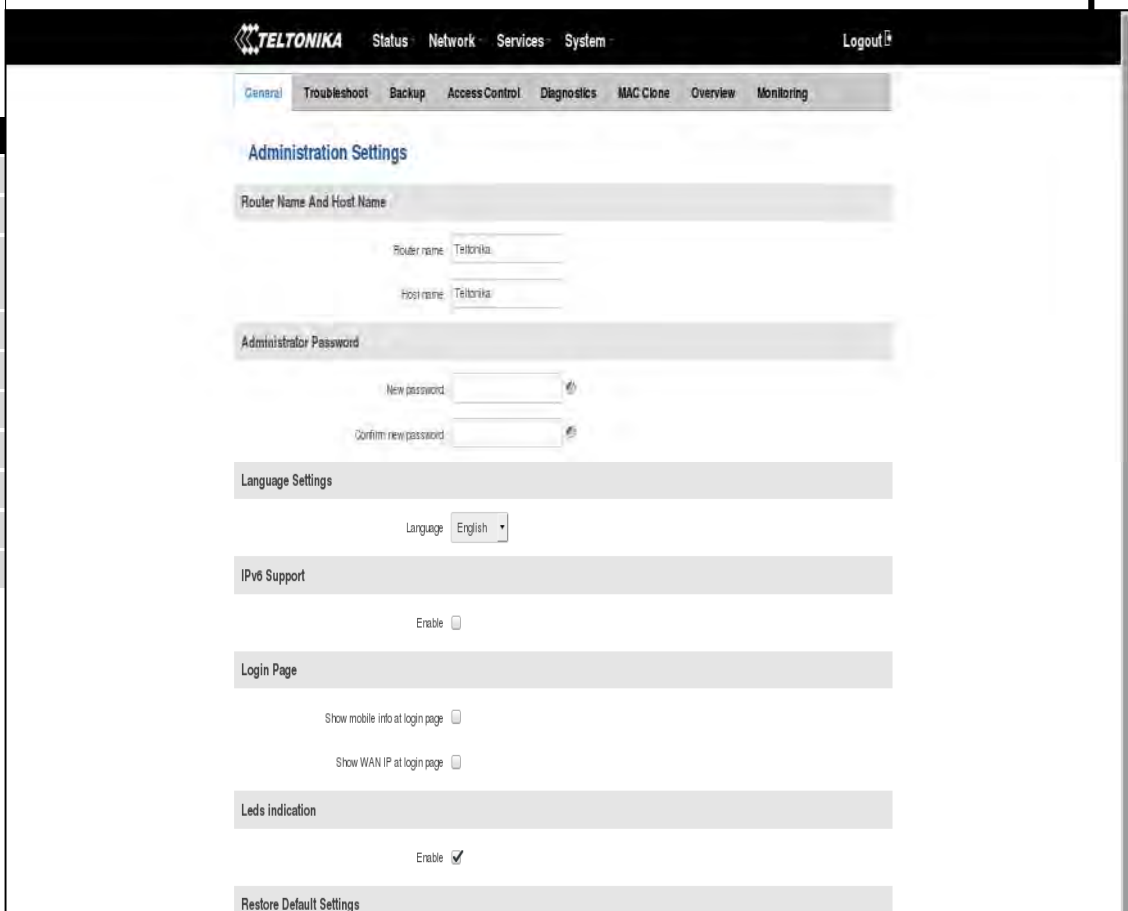 TELTONIKA Status Network Services System Logout
General Troubleshoot Backup Access Control Diagnostics MAC Clone Overview Monitoring
Administration Settings
Router Name And Host Name
Router name Teltonika
Host name Teltonika
Administrator Password
New password
Confirm new password
Language Settings
Language English
IPv6 Support
Enable
Login Page
Show mobile info at login page
Show WAN IP at login page
Leds indication
Enable
Restore Default Settings